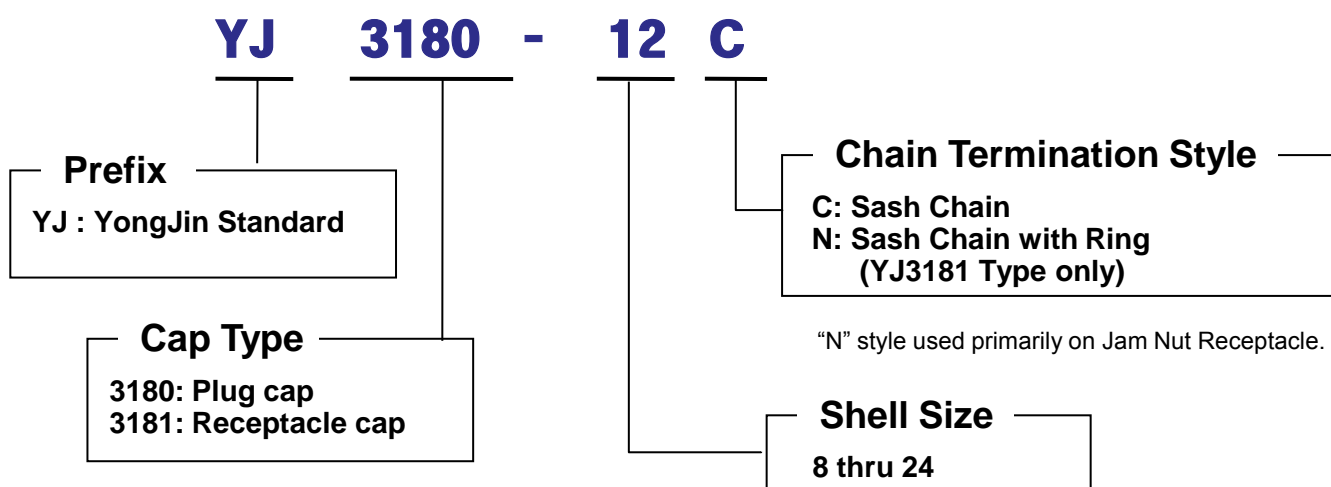 YJ 3180 - 12 C
Prefix
YJ : YongJin Standard
Chain Termination Style
C: Sash Chain
N: Sash Chain with Ring
(YJ3181 Type only)
“N” style used primarily on Jam Nut Receptacle.
Cap Type
3180: Plug cap
3181: Receptacle cap
Shell Size
8 thru 24